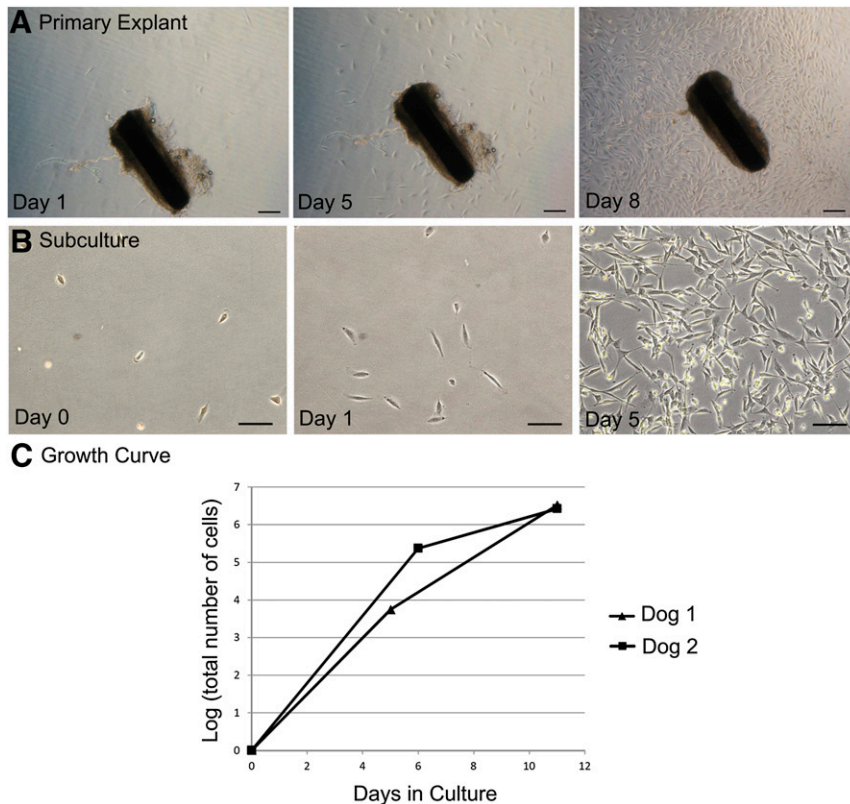 A Primary Explant
Day 1
Day 5
Day 8
B Subculture
Day 0
Day 1
Day 5
C Growth Curve
Log (total number of cells)
7
6
5
4
3
2
1
0
0 2 4 6 8 10 12
Days in Culture
Dog 1
Dog 2